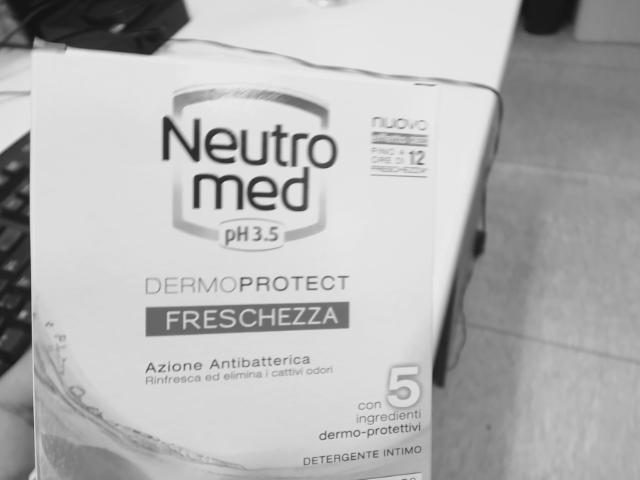 Neutro
med
pH 3.5
nuovo
FINO A
ORE DI 12
FRESCHEZZA*
DERMOPROTECT
FRESCHEZZA
Azione Antibatterica
Rinfresca ed elimina i cattivi odori
con 5
ingredienti
dermo-protettivi
DETERGENTE INTIMO